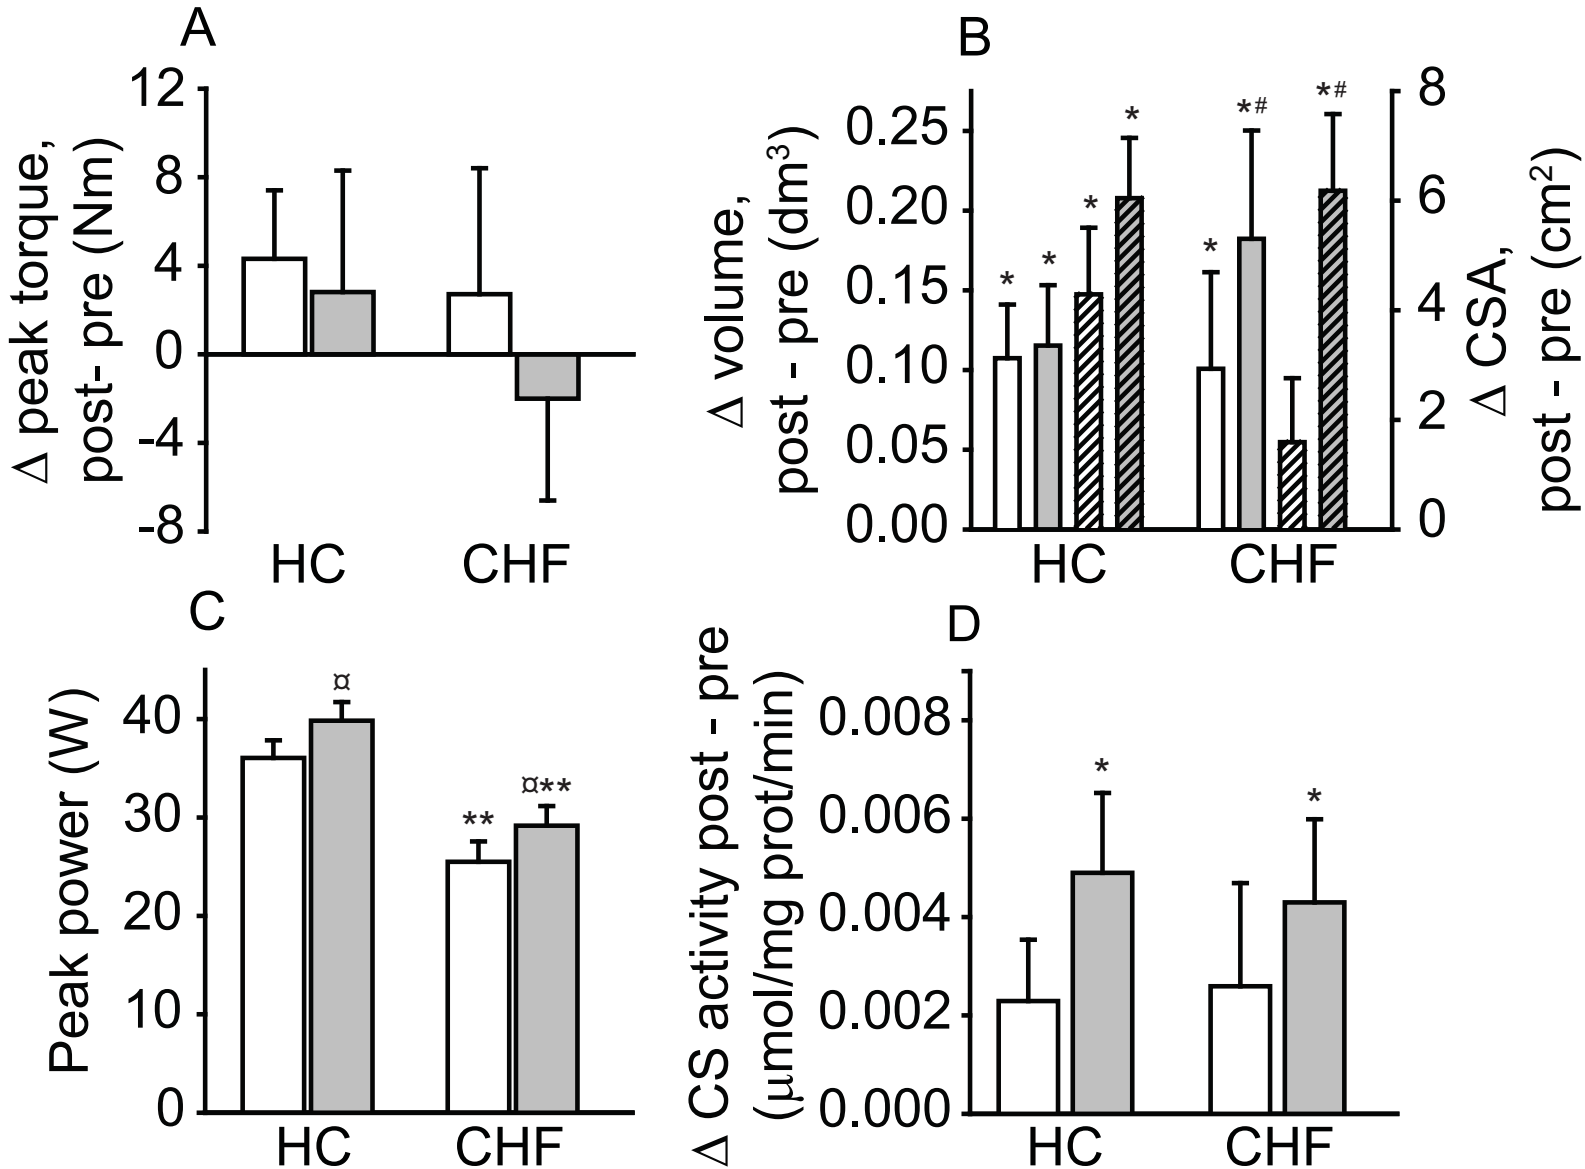 A
Δ peak torque,
post- pre (Nm)
12
8
4
0
-4
-8
HC
CHF
B
Δ volume,
post - pre (dm³)
0.25
0.20
0.15
0.10
0.05
0.00
* * * *
* *# *#
HC
CHF
8
6
4
2
0
Δ CSA,
post - pre (cm²)
C
Peak power (W)
40
30
20
10
0
¤
**
¤**
HC
CHF
D
Δ CS activity post - pre
(μmol/mg prot/min)
0.008
0.006
0.004
0.002
0.000
*
*
HC
CHF